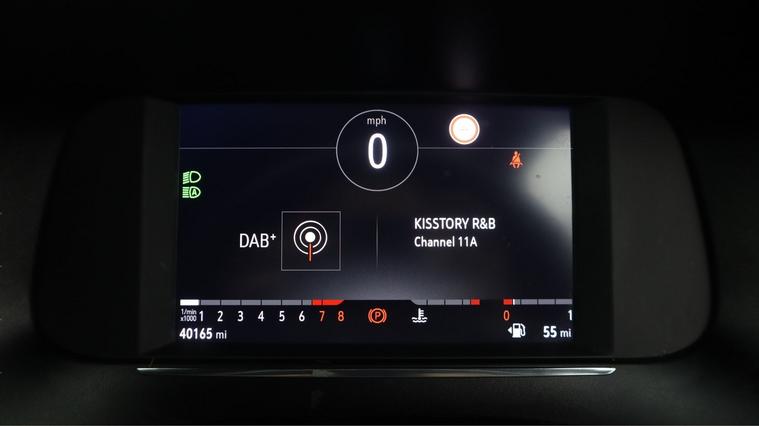 mph
0
A
DAB+
KISSTORY R&B
Channel 11A
1/min
x1000 1 2 3 4 5 6 7 8
P
0 1
40165 mi
55 mi